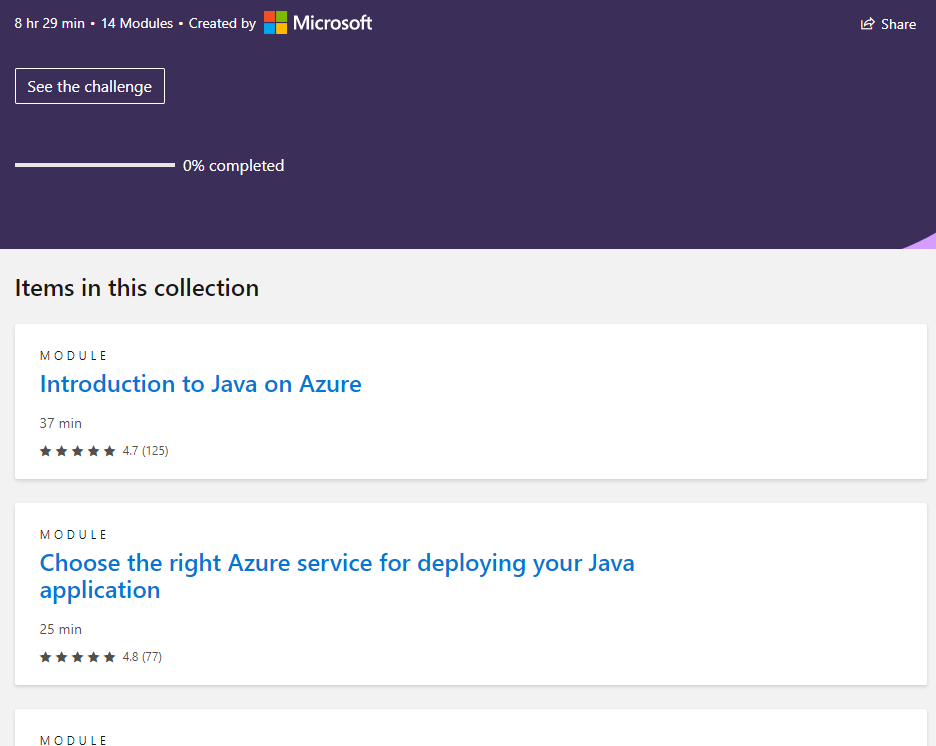 8 hr 29 min • 14 Modules • Created by Microsoft
Share
See the challenge
0% completed
Items in this collection
MODULE
Introduction to Java on Azure
37 min
4.7 (125)
MODULE
Choose the right Azure service for deploying your Java
application
25 min
4.8 (77)
MODULE